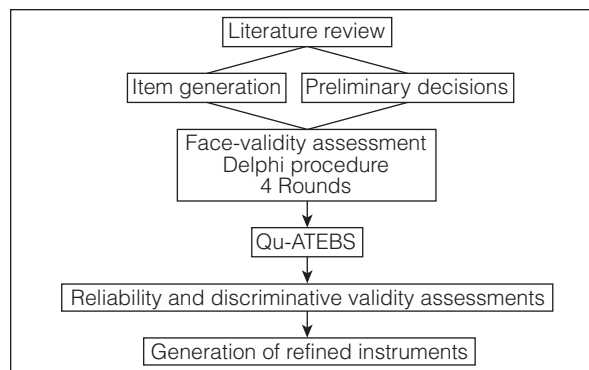 Literature review
Item generation
Preliminary decisions
Face-validity assessment
Delphi procedure
4 Rounds
Qu-ATEBS
Reliability and discriminative validity assessments
Generation of refined instruments